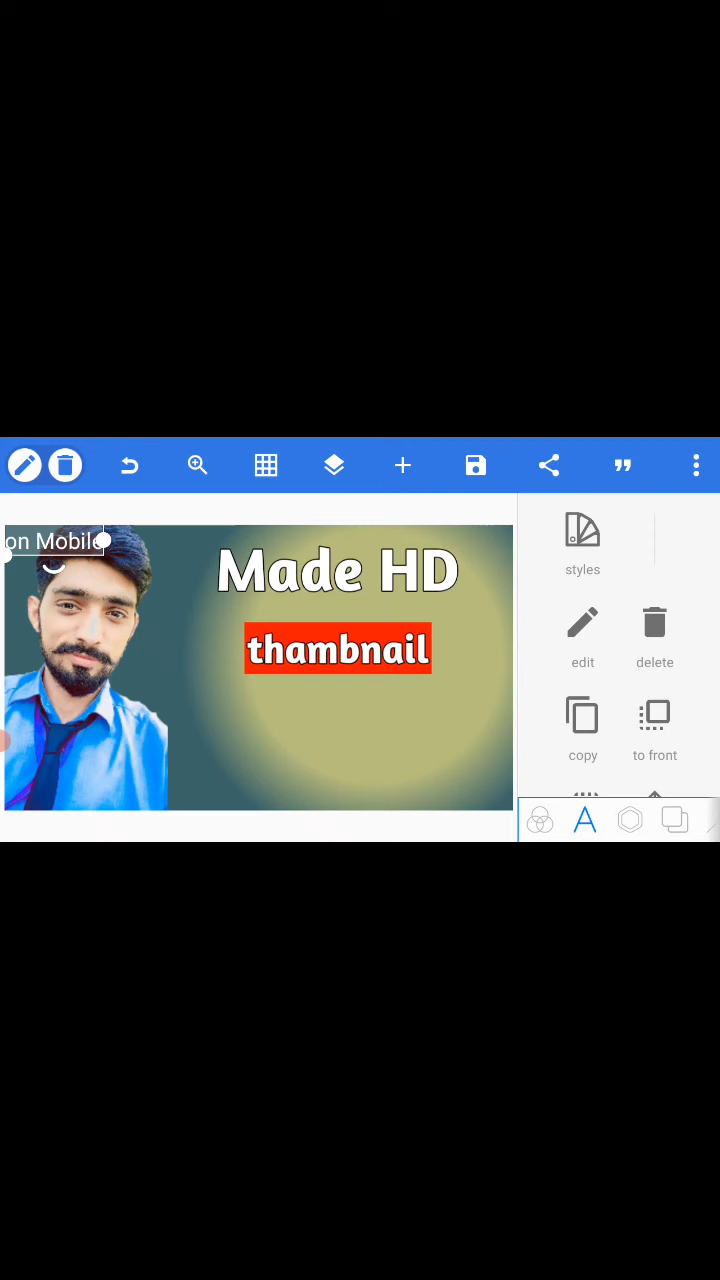 on Mobile
Made HD
thambnail
styles
edit
delete
copy
to front